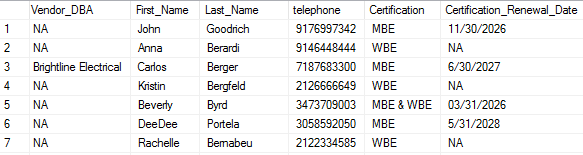 Vendor_DBA First_Name Last_Name telephone Certification Certification_Renewal_Date
1 NA John Goodrich 9176997342 MBE 11/30/2026
2 NA Anna Berardi 9146448444 WBE NA
3 Brightline Electrical Carlos Berger 7187683300 MBE 6/30/2027
4 NA Kristin Bergfeld 2126666649 WBE NA
5 NA Beverly Byrd 3473709003 MBE & WBE 03/31/2026
6 NA DeeDee Portela 3058592050 MBE 5/31/2028
7 NA Rachelle Bernabeu 2122334585 WBE NA